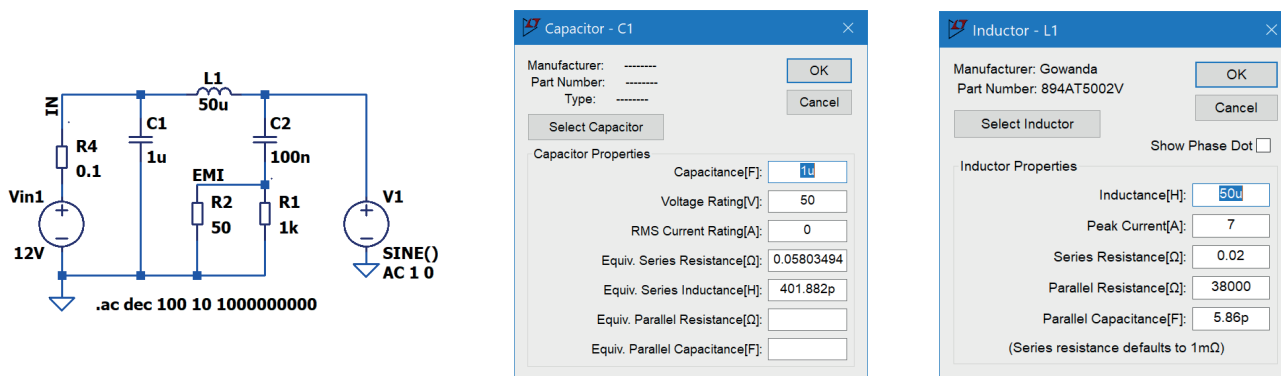 IN
L1
50u
C1
1u
C2
100n
R4
0.1
EMI
Vin1
R2
50
R1
1k
V1
12V
SINE()
AC 1 0
.ac dec 100 10 1000000000
Capacitor - C1
Manufacturer: --------
Part Number: --------
Type: --------
OK
Cancel
Select Capacitor
Capacitor Properties
Capacitance[F]: 1u
Voltage Rating[V]: 50
RMS Current Rating[A]: 0
Equiv. Series Resistance[Ω]: 0.05803494
Equiv. Series Inductance[H]: 401.882p
Equiv. Parallel Resistance[Ω]:
Equiv. Parallel Capacitance[F]:
Inductor - L1
Manufacturer: Gowanda
Part Number: 894AT5002V
OK
Cancel
Select Inductor
Show Phase Dot
Inductor Properties
Inductance[H]: 50u
Peak Current[A]: 7
Series Resistance[Ω]: 0.02
Parallel Resistance[Ω]: 38000
Parallel Capacitance[F]: 5.86p
(Series resistance defaults to 1mΩ)